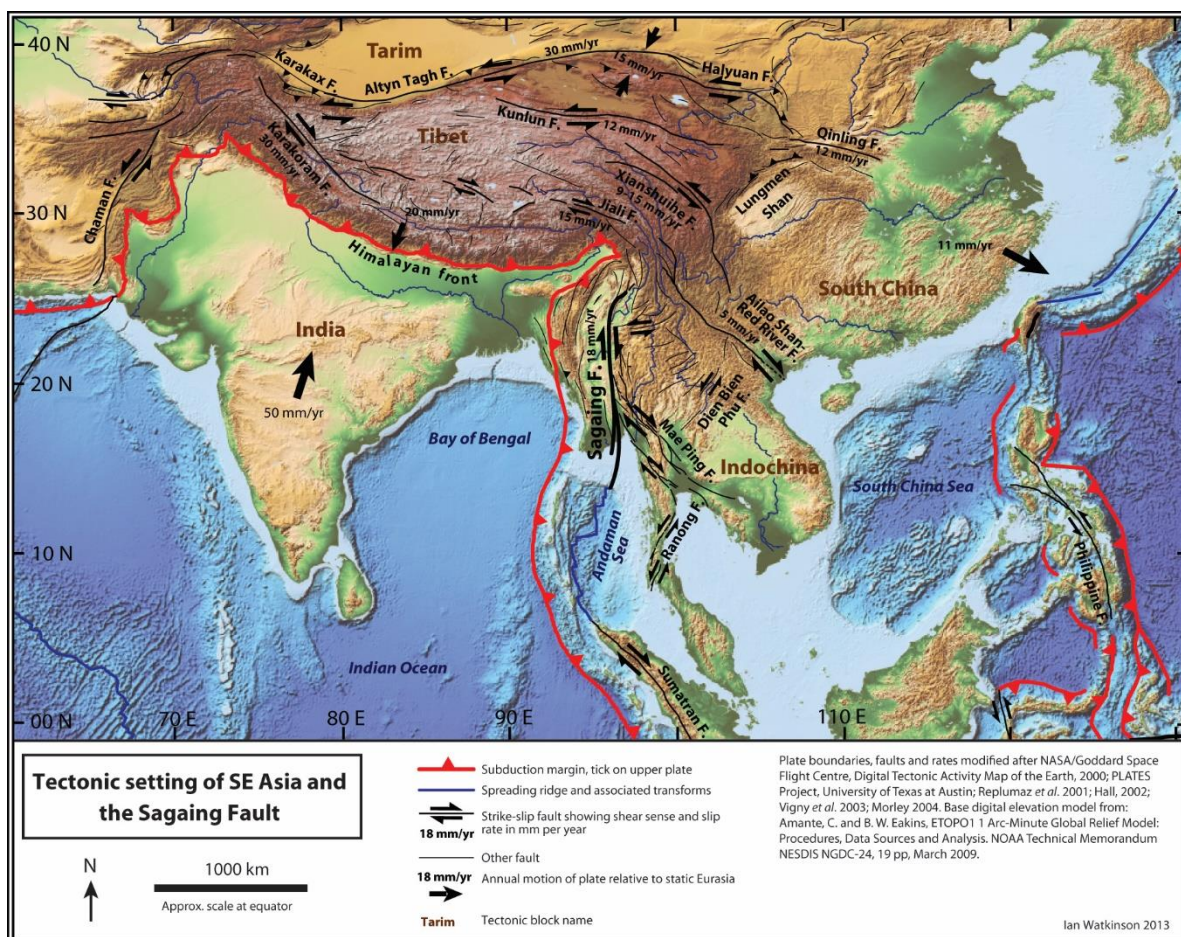 40 N
30 N
20 N
10 N
00 N
70 E
80 E
90 E
110 E
Tarim
Karakax F.
Altyn Tagh F.
30 mm/yr
15 mm/yr
Haiyuan F.
Kunlun F.
12 mm/yr
Qinling F.
12 mm/yr
Tibet
Karakoram F.
30 mm/yr
Chaman F.
20 mm/yr
Himalayan front
Xianshuihe F.
9-15 mm/yr
Jiali F.
15 mm/yr
Lungmen
Shan
11 mm/yr
South China
Ailao Shan-
Red River F.
5 mm/yr
India
50 mm/yr
Sagaing F.
18 mm/yr
Dien Bien
Phu F.
Mae Ping F.
Indochina
Bay of Bengal
South China Sea
Andaman
Sea
Ranong F.
Philippine F.
Indian Ocean
Sumatran F.
Tectonic setting of SE Asia and
the Sagaing Fault
N
1000 km
Approx. scale at equator
Subduction margin, tick on upper plate
Spreading ridge and associated transforms
Strike-slip fault showing shear sense and slip
rate in mm per year
18 mm/yr
Other fault
18 mm/yr
Annual motion of plate relative to static Eurasia
Tarim
Tectonic block name
Plate boundaries, faults and rates modified after NASA/Goddard Space
Flight Centre, Digital Tectonic Activity Map of the Earth, 2000; PLATES
Project, University of Texas at Austin; Replumaz et al. 2001; Hall, 2002;
Vigny et al. 2003; Morley 2004. Base digital elevation model from:
Amante, C. and B. W. Eakins, ETOPO1 1 Arc-Minute Global Relief Model:
Procedures, Data Sources and Analysis. NOAA Technical Memorandum
NESDIS NGDC-24, 19 pp, March 2009.
Ian Watkinson 2013